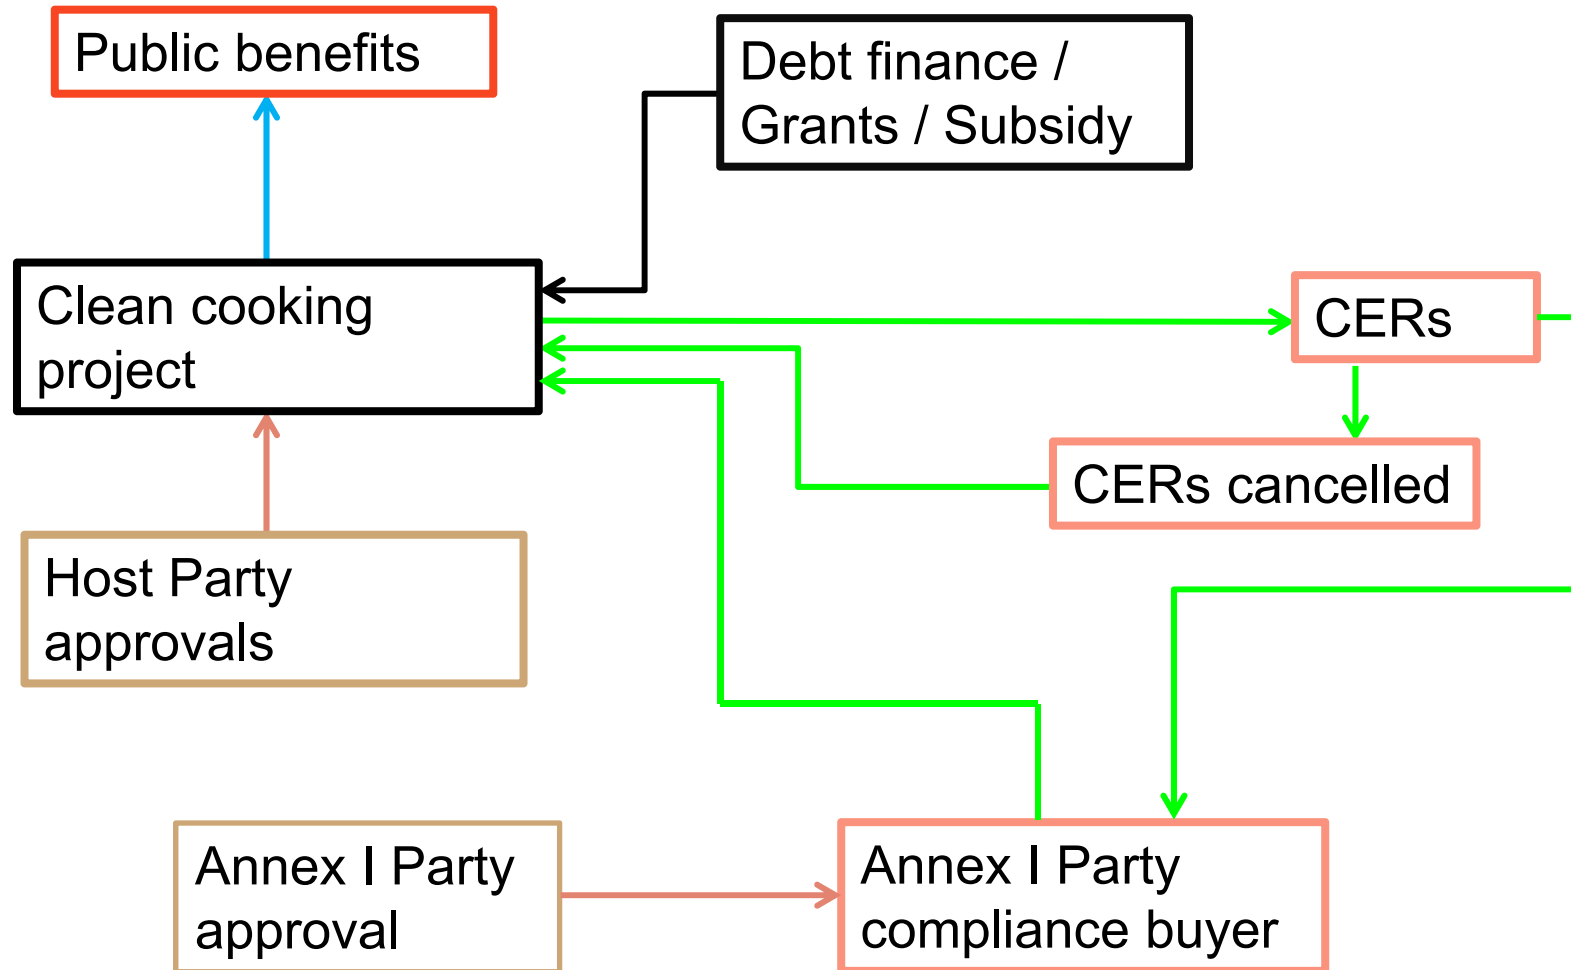 Public benefits
Debt finance /
Grants / Subsidy
Clean cooking
project
CERs
CERs cancelled
Host Party
approvals
Annex I Party
approval
Annex I Party
compliance buyer